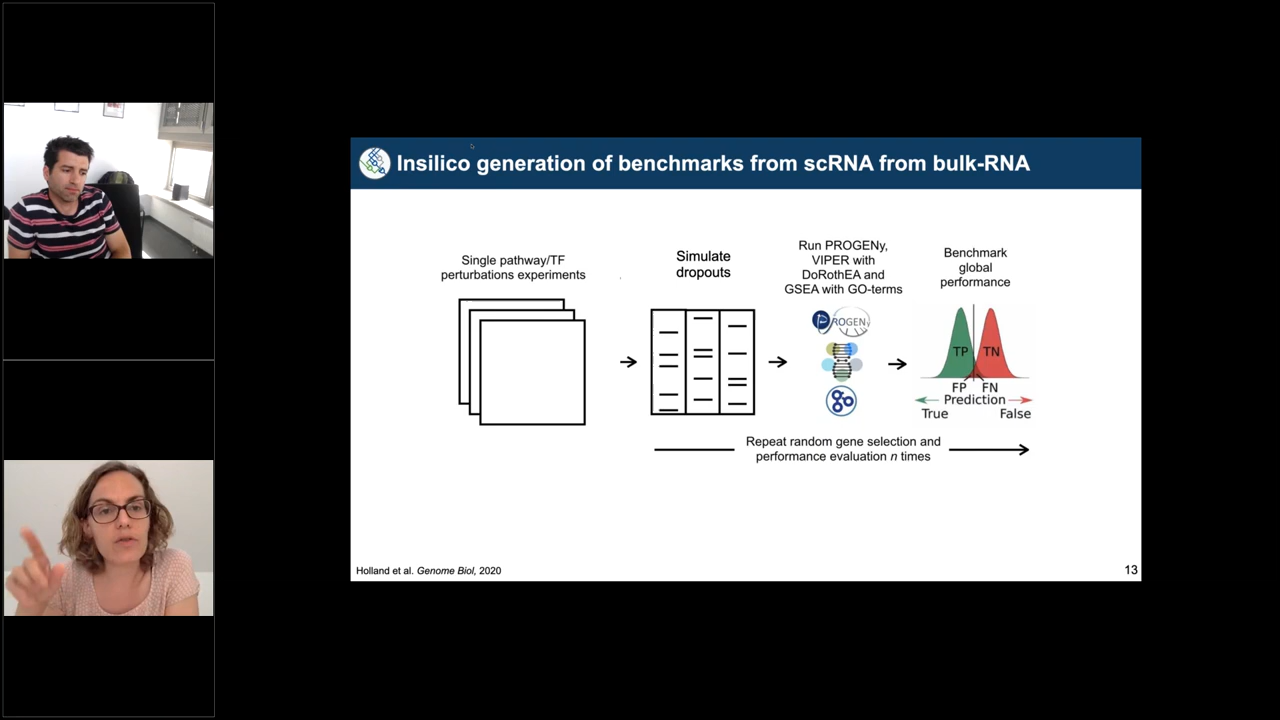 Insilico generation of benchmarks from scRNA from bulk-RNA
Single pathway/TF
perturbations experiments
Simulate
dropouts
Run PROGENy,
VIPER with
DoRothEA and
GSEA with GO-terms
Benchmark
global
performance
PROGENy
TP
TN
FP
FN
Prediction
True
False
Repeat random gene selection and
performance evaluation n times
Holland et al. Genome Biol, 2020
13